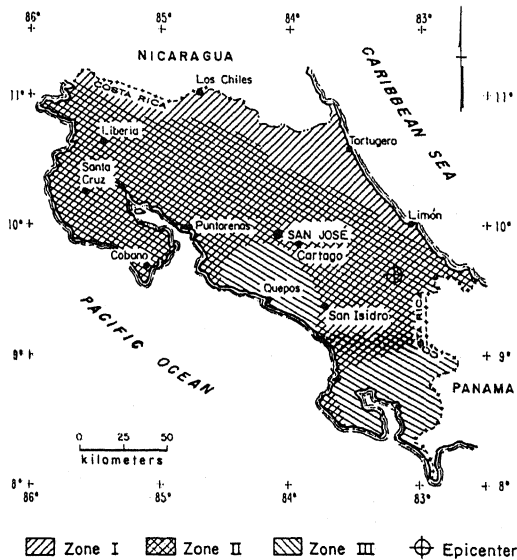 86° 85° 84° 83°
NICARAGUA
CARIBBEAN SEA
Los Chiles
COSTA RICA
11° 11°
Liberia
Tortugero
Santa
Cruz
10° 10°
Puntarenas
SAN JOSÉ
Limón
Cartago
Cobano
Quepos
San Isidro
PACIFIC OCEAN
9° 9°
PANAMA
0 25 50
kilometers
8° 8°
86° 85° 84° 83°
Zone I Zone II Zone III Epicenter